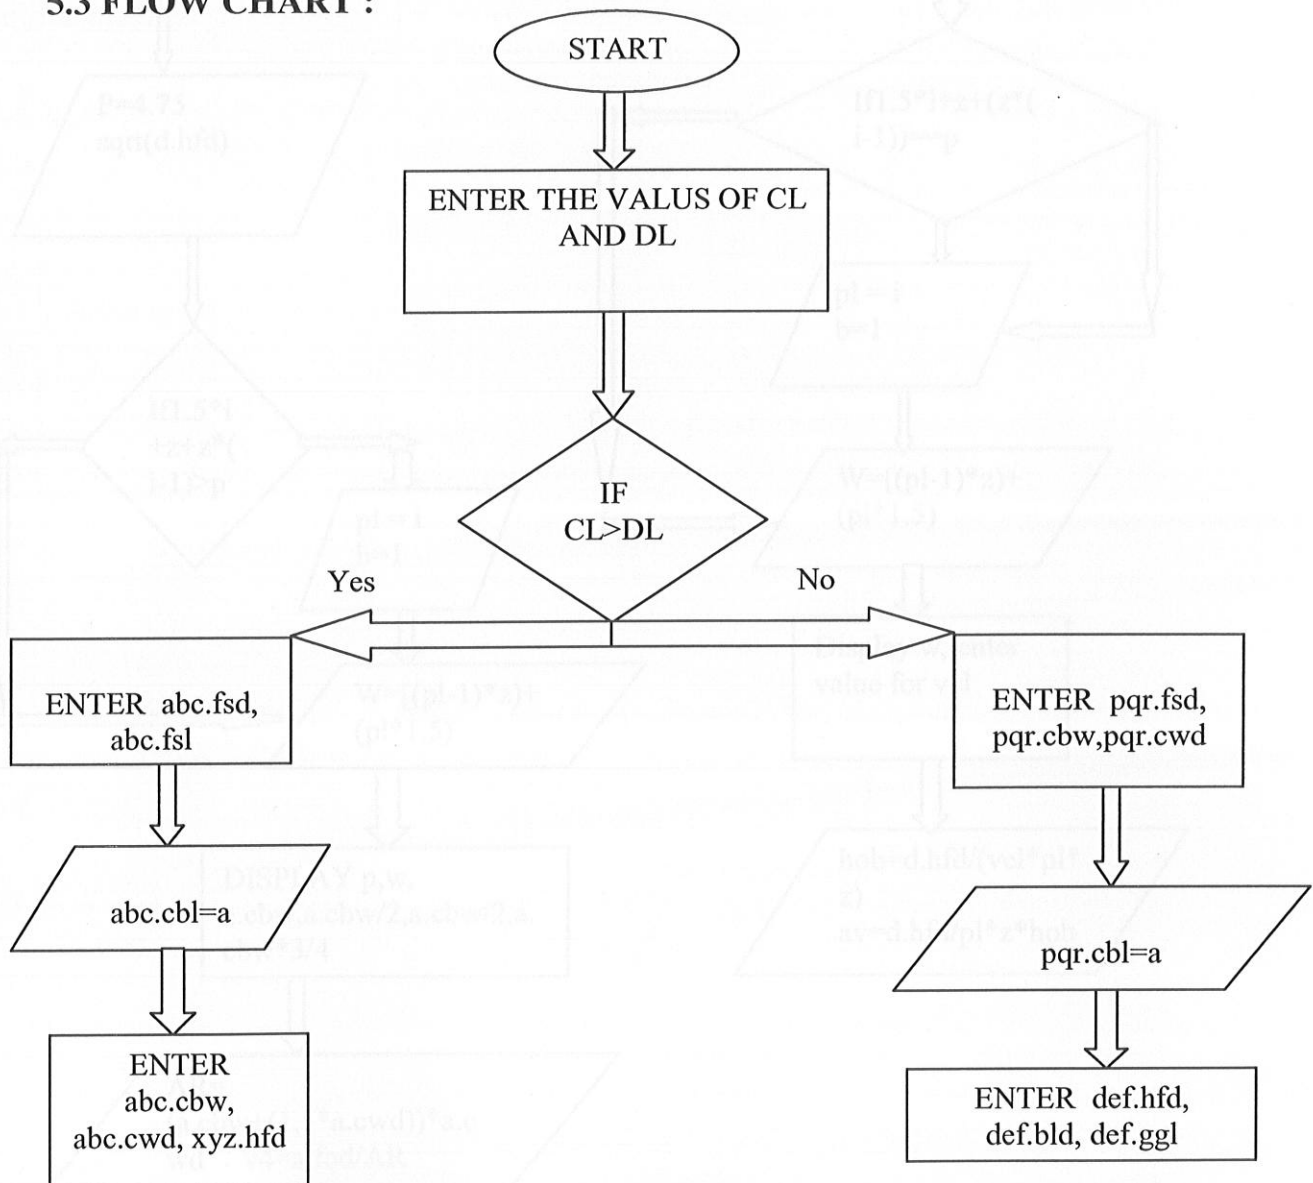 5.3 FLOW CHART :
START
ENTER THE VALUS OF CL
AND DL
IF
CL>DL
Yes
No
ENTER abc.fsd,
abc.fsl
ENTER pqr.fsd,
pqr.cbw,pqr.cwd
abc.cbl=a
pqr.cbl=a
ENTER
abc.cbw,
abc.cwd, xyz.hfd
ENTER def.hfd,
def.bld, def.ggl